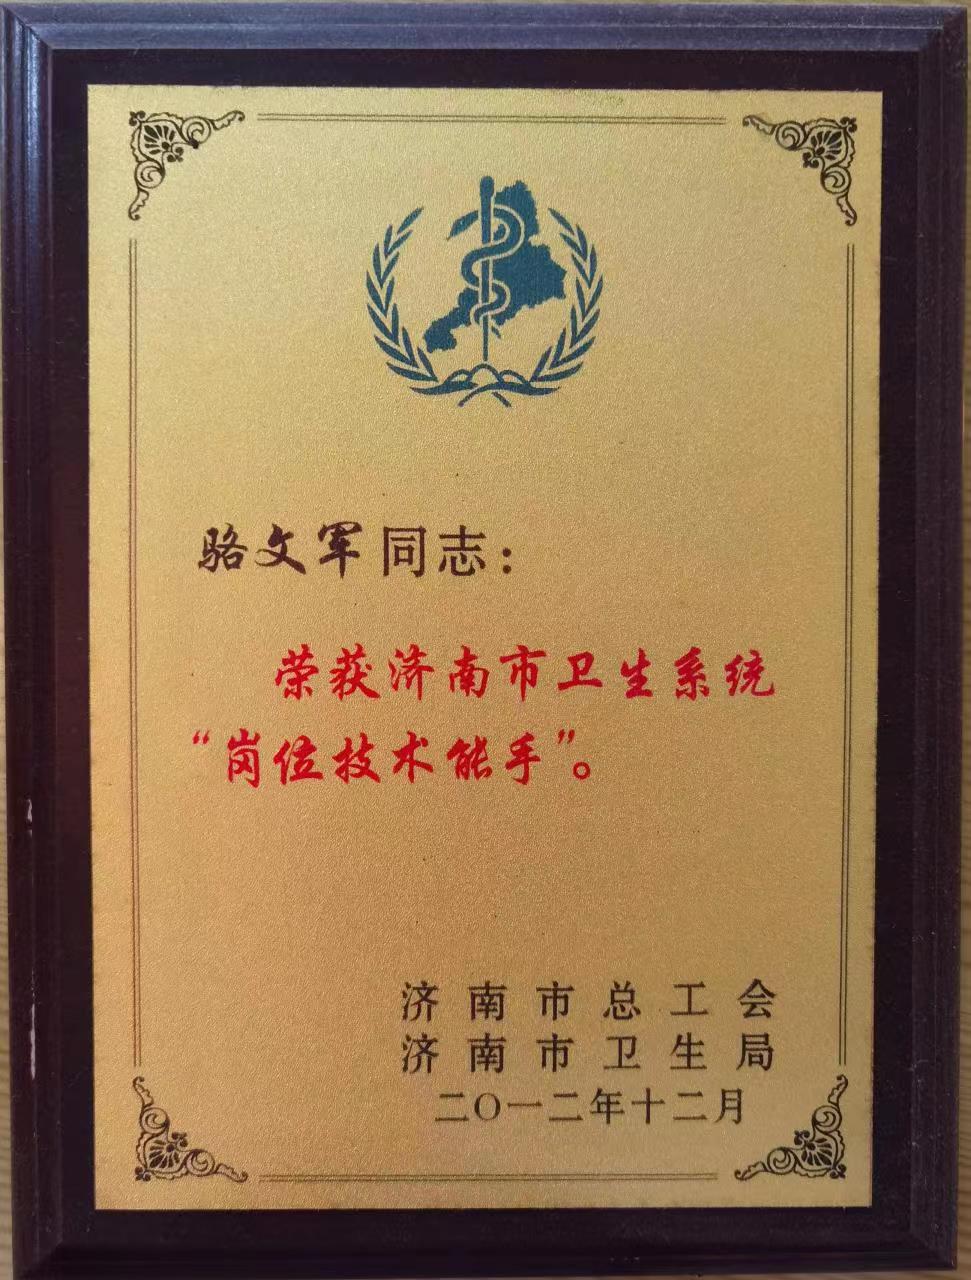 骆文军同志：
荣获济南市卫生系统
“岗位技术能手”。
济南市总工会
济南市卫生局
二〇一二年十二月